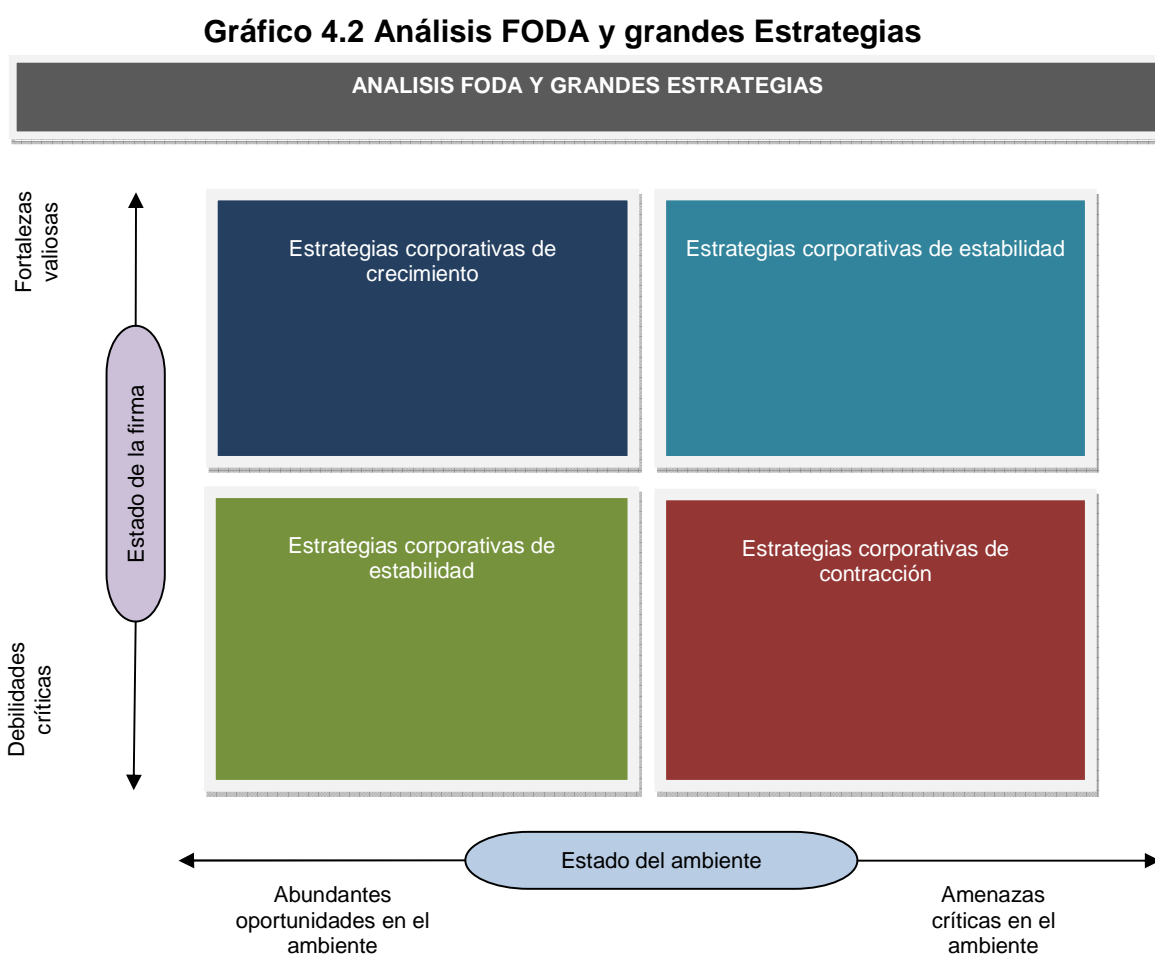 Gráfico 4.2 Análisis FODA y grandes Estrategias
ANALISIS FODA Y GRANDES ESTRATEGIAS
Fortalezas
valiosas
Estrategias corporativas de
crecimiento
Estrategias corporativas de estabilidad
Estado de la firma
Estrategias corporativas de
estabilidad
Estrategias corporativas de
contracción
Debilidades
críticas
Estado del ambiente
Abundantes
oportunidades en el
ambiente
Amenazas
críticas en el
ambiente